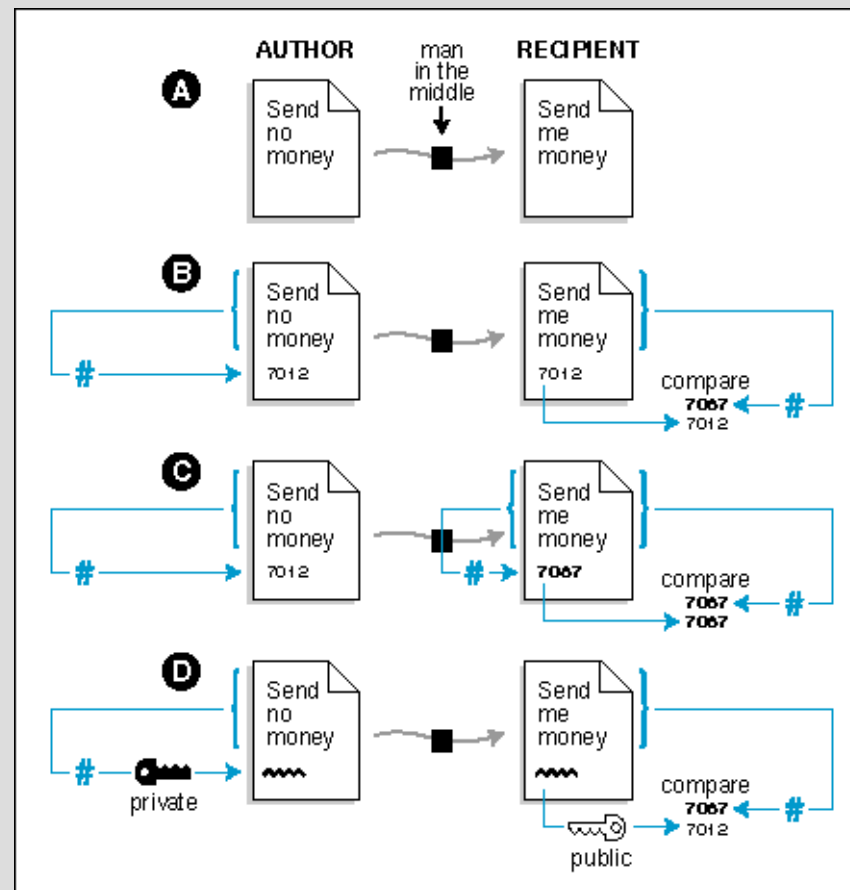 AUTHOR
man
in the
middle
RECIPIENT
A
Send
no
money
Send
me
money
B
Send
no
money
7012
#
Send
me
money
7012
compare
7067
7012
#
C
Send
no
money
7012
#
Send
me
money
7067
#
compare
7067
7067
#
D
Send
no
money
#
private
Send
me
money
compare
7067
7012
#
public